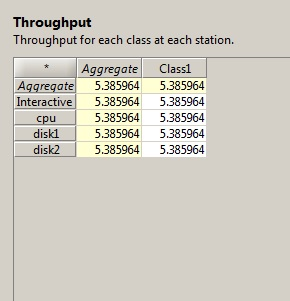 Throughput
Throughput for each class at each station.
* Aggregate Class1
Aggregate 5.385964 5.385964
Interactive 5.385964 5.385964
cpu 5.385964 5.385964
disk1 5.385964 5.385964
disk2 5.385964 5.385964